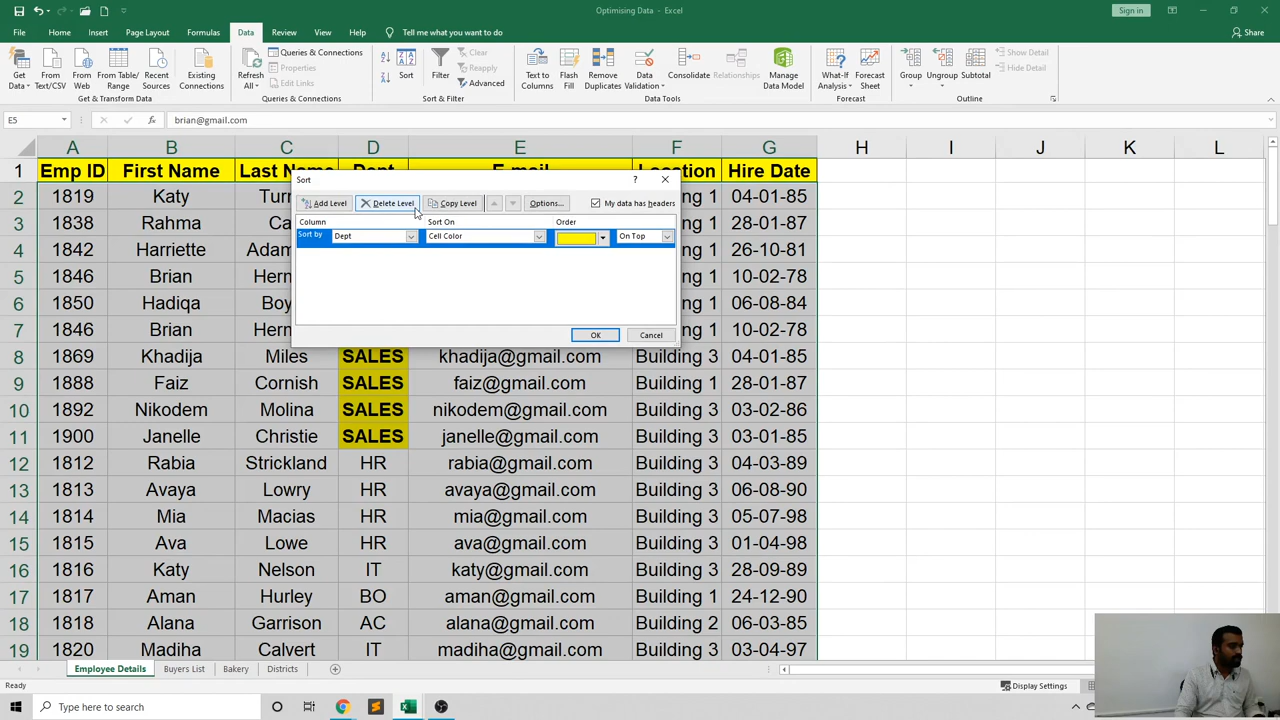 Optimising Data - Excel
Sign in
File Home Insert Page Layout Formulas Data Review View Help Tell me what you want to do Share
Get Data From Text/CSV From Web From Table/Range Recent Sources Existing Connections
Get & Transform Data
Refresh All Queries & Connections Properties Edit Links
Queries & Connections
Sort Filter Clear Reapply Advanced
Sort & Filter
Text to Columns Flash Fill Remove Duplicates Data Validation Consolidate Relationships Manage Data Model
Data Tools
What-If Analysis Forecast Sheet
Forecast
Group Ungroup Subtotal Show Detail Hide Detail
Outline
E5 brian@gmail.com
A B C D E F G H I J K L
1 Emp ID First Name Last Name Dept E-mail Location Hire Date
Sort ?
Add Level Delete Level Copy Level Options... My data has headers
Column Sort On Order
Sort by Dept Cell Color On Top
OK Cancel
2 1819 Katy 1 04-01-85
3 1838 Rahma Ca 1 28-01-87
4 1842 Harriette 1 26-10-81
5 1846 Brian 1 10-02-78
6 1850 Hadiqa 1 06-08-84
7 1846 Brian 1 10-02-78
8 1869 Khadija Miles SALES khadija@gmail.com Building 3 04-01-85
9 1888 Faiz Cornish SALES faiz@gmail.com Building 1 28-01-87
10 1892 Nikodem Molina SALES nikodem@gmail.com Building 3 03-02-86
11 1900 Janelle Christie SALES janelle@gmail.com Building 3 03-01-85
12 1812 Rabia Strickland HR rabia@gmail.com Building 3 04-03-89
13 1813 Avaya Lowry HR avaya@gmail.com Building 3 06-08-90
14 1814 Mia Macias HR mia@gmail.com Building 3 05-07-98
15 1815 Ava Lowe HR ava@gmail.com Building 3 01-04-98
16 1816 Katy Nelson IT katy@gmail.com Building 3 28-09-89
17 1817 Aman Hurley BO aman@gmail.com Building 3 24-12-90
18 1818 Alana Garrison AC alana@gmail.com Building 2 06-03-85
19 1820 Madiha Calvert IT madiha@gmail.com Building 3 03-04-97
Employee Details Buyers List Bakery Districts
Ready Display Settings
Type here to search